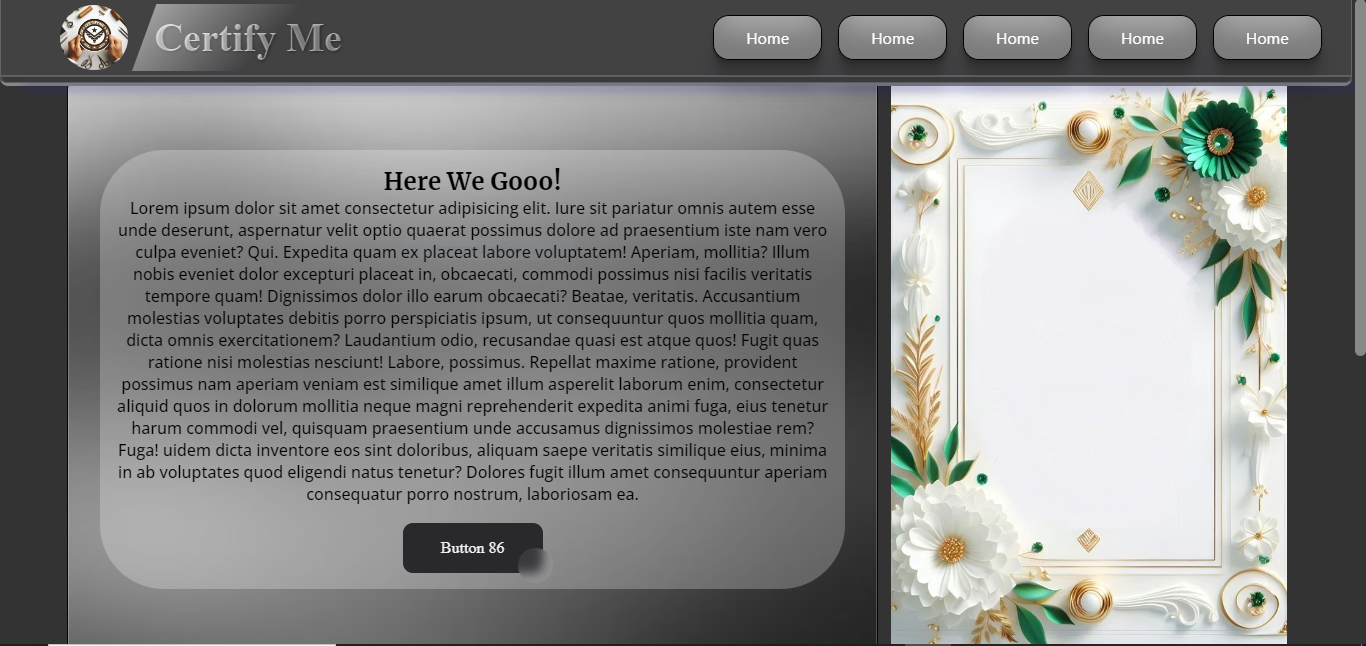 Certify Me
Home
Home
Home
Home
Home
Here We Gooo!
Lorem ipsum dolor sit amet consectetur adipisicing elit. Iure sit pariatur omnis autem esse
unde deserunt, aspernatur velit optio quaerat possimus dolore ad praesentium iste nam vero
culpa eveniet? Qui. Expedita quam ex placeat labore voluptatem! Aperiam, mollitia? Illum
nobis eveniet dolor excepturi placeat in, obcaecati, commodi possimus nisi facilis veritatis
tempore quam! Dignissimos dolor illo earum obcaecati? Beatae, veritatis. Accusantium
molestias voluptates debitis porro perspiciatis ipsum, ut consequuntur quos mollitia quam,
dicta omnis exercitationem? Laudantium odio, recusandae quasi est atque quos! Fugit quas
ratione nisi molestias nesciunt! Labore, possimus. Repellat maxime ratione, provident
possimus nam aperiam veniam est similique amet illum asperelit laborum enim, consectetur
aliquid quos in dolorum mollitia neque magni reprehenderit expedita animi fuga, eius tenetur
harum commodi vel, quisquam praesentium unde accusamus dignissimos molestiae rem?
Fuga! uidem dicta inventore eos sint doloribus, aliquam saepe veritatis similique eius, minima
in ab voluptates quod eligendi natus tenetur? Dolores fugit illum amet consequuntur aperiam
consequatur porro nostrum, laboriosam ea.
Button 86